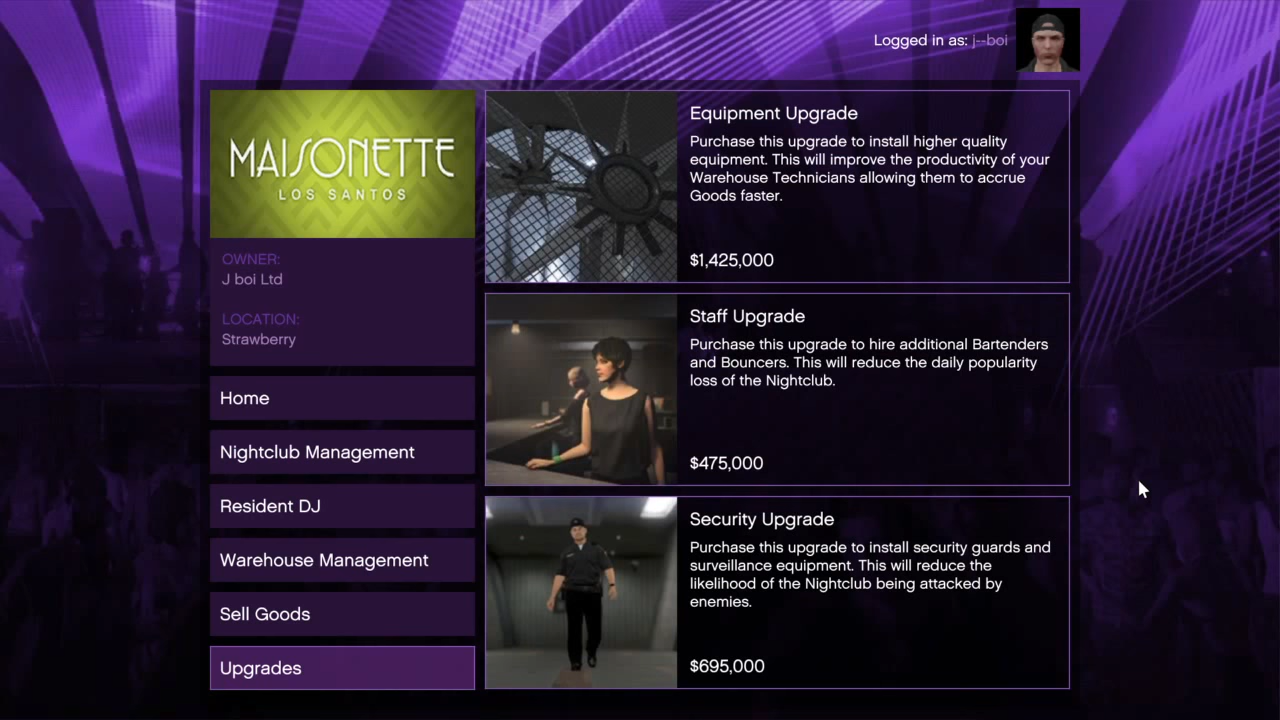 Logged in as: j--boi
MAISONETTE
LOS SANTOS
OWNER:
J boi Ltd
LOCATION:
Strawberry
Home
Nightclub Management
Resident DJ
Warehouse Management
Sell Goods
Upgrades
Equipment Upgrade
Purchase this upgrade to install higher quality
equipment. This will improve the productivity of your
Warehouse Technicians allowing them to accrue
Goods faster.
$1,425,000
Staff Upgrade
Purchase this upgrade to hire additional Bartenders
and Bouncers. This will reduce the daily popularity
loss of the Nightclub.
$475,000
Security Upgrade
Purchase this upgrade to install security guards and
surveillance equipment. This will reduce the
likelihood of the Nightclub being attacked by
enemies.
$695,000